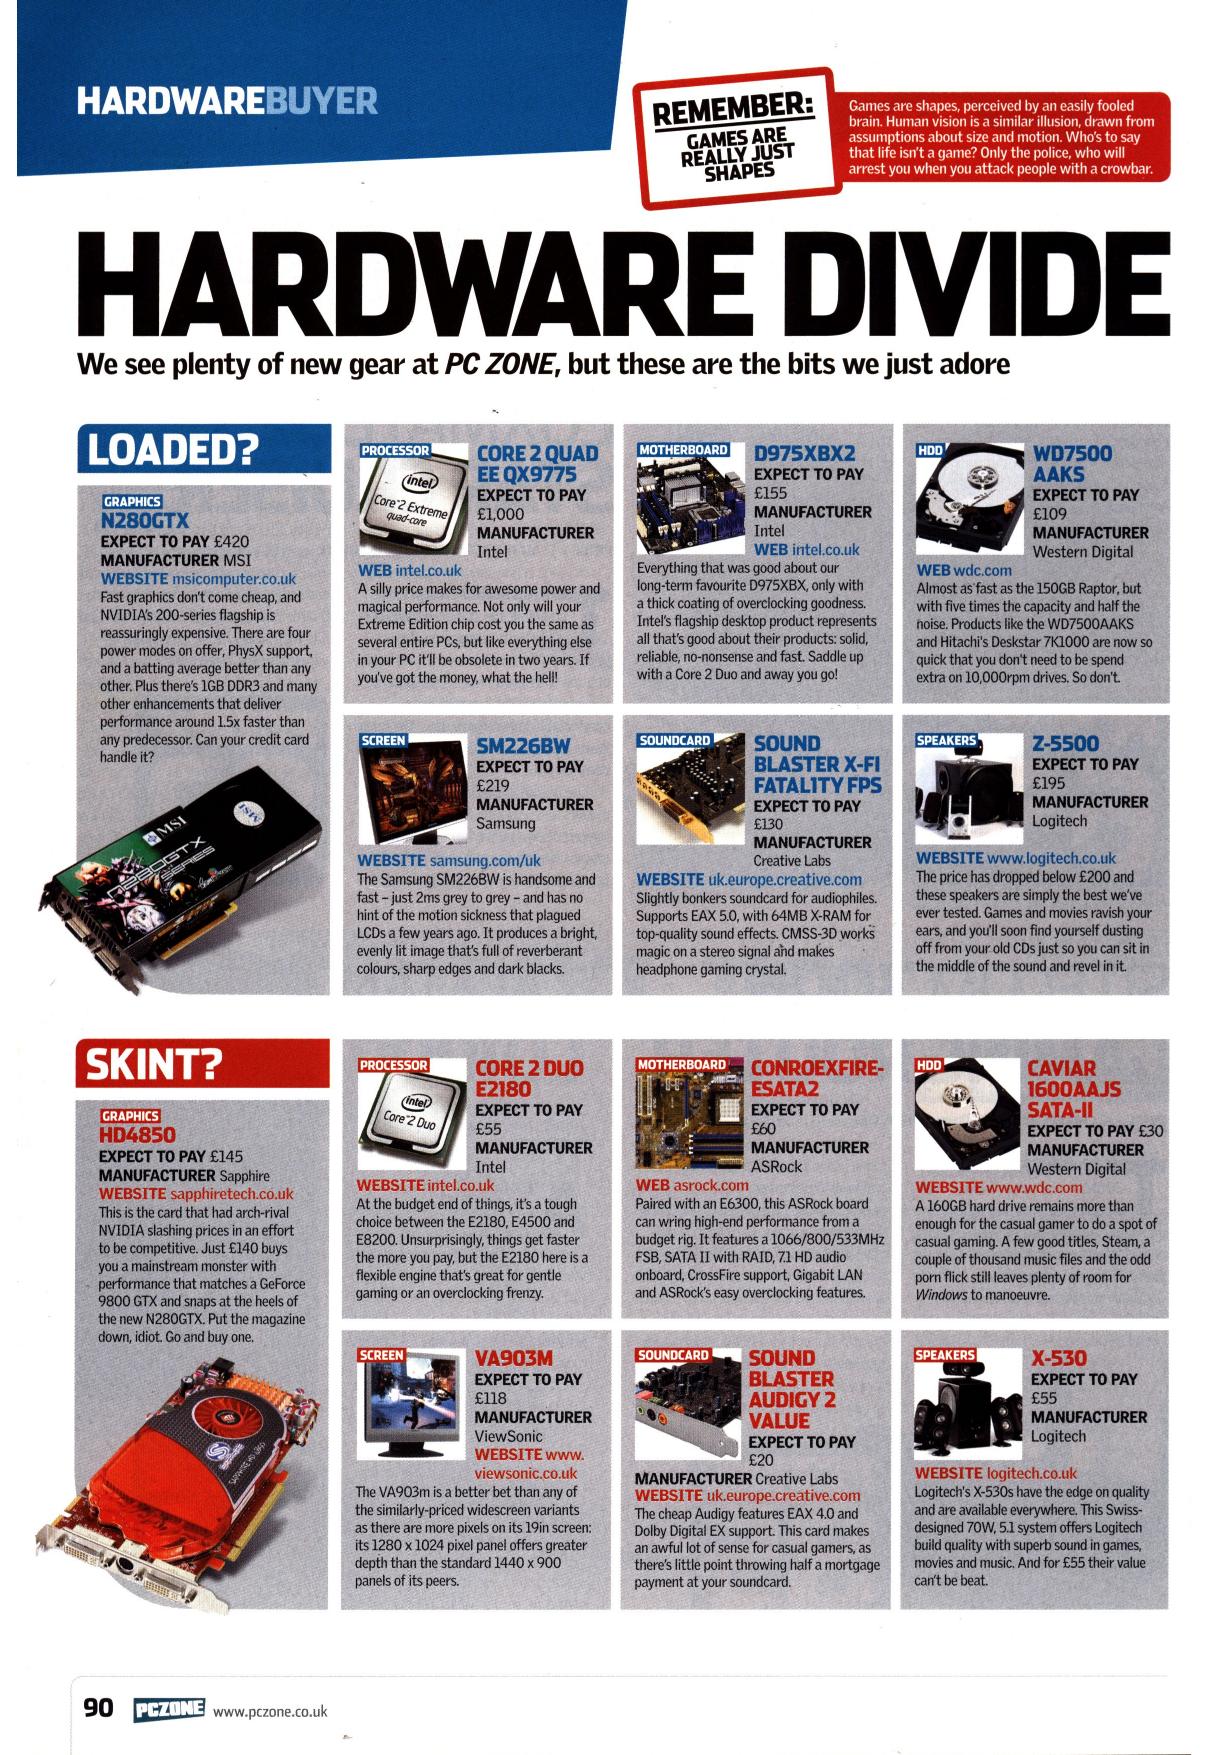 HARDWAREBUYER
REMEMBER:
GAMES ARE
REALLY JUST
SHAPES
Games are shapes, perceived by an easily fooled
brain. Human vision is a similar illusion, drawn from
assumptions about size and motion. Who's to say
that life isn't a game? Only the police, who will
arrest you when you attack people with a crowbar.
HARDWARE DIVIDE
We see plenty of new gear at PC ZONE, but these are the bits we just adore
LOADED?
GRAPHICS
N280GTX
EXPECT TO PAY £420
MANUFACTURER MSI
WEBSITE msicomputer.co.uk
Fast graphics don't come cheap, and
NVIDIA's 200-series flagship is
reassuringly expensive. There are four
power modes on offer, PhysX support,
and a batting average better than any
other. Plus there's 1GB DDR3 and many
other enhancements that deliver
performance around 1.5x faster than
any predecessor. Can your credit card
handle it?
MSI
MSI
N280GTX
SERIES
PROCESSOR
intel
Core 2 Extreme
quad-core
CORE 2 QUAD
EE QX9775
EXPECT TO PAY
£1,000
MANUFACTURER
Intel
WEB intel.co.uk
A silly price makes for awesome power and
magical performance. Not only will your
Extreme Edition chip cost you the same as
several entire PCs, but like everything else
in your PC it'll be obsolete in two years. If
you've got the money, what the hell!
MOTHERBOARD
D975XBX2
EXPECT TO PAY
£155
MANUFACTURER
Intel
WEB intel.co.uk
Everything that was good about our
long-term favourite D975XBX, only with
a thick coating of overclocking goodness.
Intel's flagship desktop product represents
all that's good about their products: solid,
reliable, no-nonsense and fast. Saddle up
with a Core 2 Duo and away you go!
HDD
WD7500
AAKS
EXPECT TO PAY
£109
MANUFACTURER
Western Digital
WEB wdc.com
Almost as fast as the 150GB Raptor, but
with five times the capacity and half the
noise. Products like the WD7500AAKS
and Hitachi's Deskstar 7K1000 are now so
quick that you don't need to be spend
extra on 10,000rpm drives. So don't.
SCREEN
SM226BW
EXPECT TO PAY
£219
MANUFACTURER
Samsung
WEBSITE samsung.com/uk
The Samsung SM226BW is handsome and
fast – just 2ms grey to grey – and has no
hint of the motion sickness that plagued
LCDs a few years ago. It produces a bright,
evenly lit image that's full of reverberant
colours, sharp edges and dark blacks.
SOUNDCARD
SOUND
BLASTER X-FI
FATAL1TY FPS
EXPECT TO PAY
£130
MANUFACTURER
Creative Labs
WEBSITE uk.europe.creative.com
Slightly bonkers soundcard for audiophiles.
Supports EAX 5.0, with 64MB X-RAM for
top-quality sound effects. CMSS-3D works
magic on a stereo signal and makes
headphone gaming crystal.
SPEAKERS
Z-5500
EXPECT TO PAY
£195
MANUFACTURER
Logitech
WEBSITE www.logitech.co.uk
The price has dropped below £200 and
these speakers are simply the best we've
ever tested. Games and movies ravish your
ears, and you'll soon find yourself dusting
off from your old CDs just so you can sit in
the middle of the sound and revel in it.
SKINT?
GRAPHICS
HD4850
EXPECT TO PAY £145
MANUFACTURER Sapphire
WEBSITE sapphiretech.co.uk
This is the card that had arch-rival
NVIDIA slashing prices in an effort
to be competitive. Just £140 buys
you a mainstream monster with
performance that matches a GeForce
9800 GTX and snaps at the heels of
the new N280GTX. Put the magazine
down, idiot. Go and buy one.
PROCESSOR
intel
Core 2 Duo
CORE 2 DUO
E2180
EXPECT TO PAY
£55
MANUFACTURER
Intel
WEBSITE intel.co.uk
At the budget end of things, it's a tough
choice between the E2180, E4500 and
E8200. Unsurprisingly, things get faster
the more you pay, but the E2180 here is a
flexible engine that's great for gentle
gaming or an overclocking frenzy.
MOTHERBOARD
CONROEXFIRE-
ESATA2
EXPECT TO PAY
£60
MANUFACTURER
ASRock
WEB asrock.com
Paired with an E6300, this ASRock board
can wring high-end performance from a
budget rig. It features a 1066/800/533MHz
FSB, SATA II with RAID, 7.1 HD audio
onboard, CrossFire support, Gigabit LAN
and ASRock's easy overclocking features.
HDD
CAVIAR
1600AAJS
SATA-II
EXPECT TO PAY £30
MANUFACTURER
Western Digital
WEBSITE www.wdc.com
A 160GB hard drive remains more than
enough for the casual gamer to do a spot of
casual gaming. A few good titles, Steam, a
couple of thousand music files and the odd
porn flick still leaves plenty of room for
Windows to manoeuvre.
SCREEN
VA903M
EXPECT TO PAY
£118
MANUFACTURER
ViewSonic
WEBSITE www.
viewsonic.co.uk
The VA903m is a better bet than any of
the similarly-priced widescreen variants
as there are more pixels on its 19in screen:
its 1280 x 1024 pixel panel offers greater
depth than the standard 1440 x 900
panels of its peers.
SOUNDCARD
SOUND
BLASTER
AUDIGY 2
VALUE
EXPECT TO PAY
£20
MANUFACTURER Creative Labs
WEBSITE uk.europe.creative.com
The cheap Audigy features EAX 4.0 and
Dolby Digital EX support. This card makes
an awful lot of sense for casual gamers, as
there's little point throwing half a mortgage
payment at your soundcard.
SPEAKERS
X-530
EXPECT TO PAY
£55
MANUFACTURER
Logitech
WEBSITE logitech.co.uk
Logitech's X-530s have the edge on quality
and are available everywhere. This Swiss-
designed 70W, 5.1 system offers Logitech
build quality with superb sound in games,
movies and music. And for £55 their value
can't be beat.
90 PCZONE www.pczone.co.uk